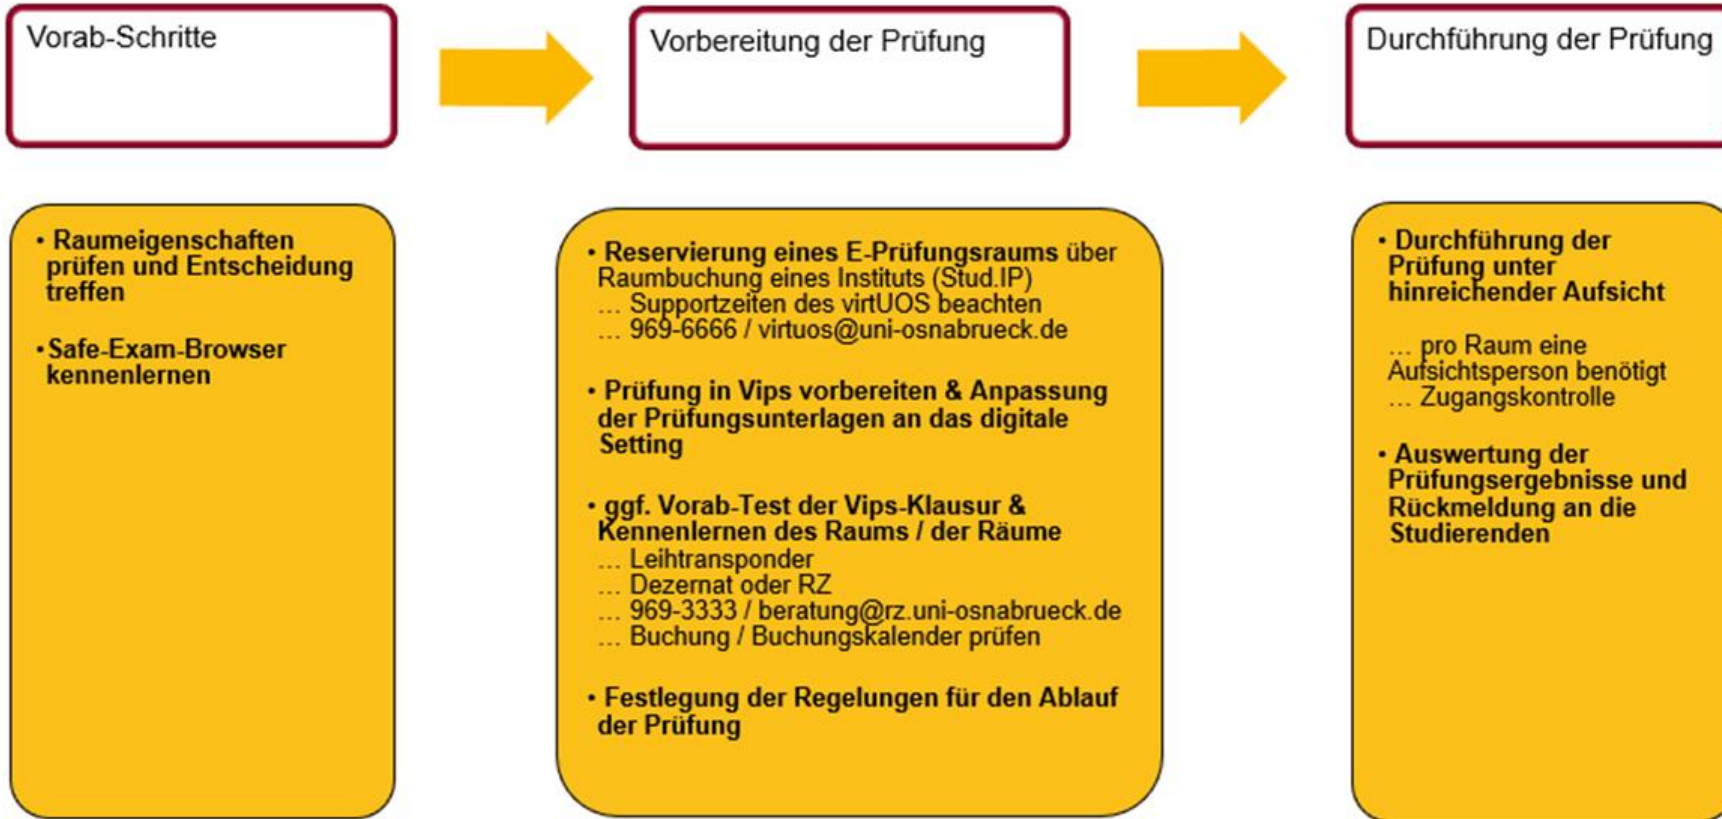 Vorab-Schritte
Vorbereitung der Prüfung
Durchführung der Prüfung
• Raumeigenschaften
prüfen und Entscheidung
treffen
• Safe-Exam-Browser
kennenlernen
• Reservierung eines E-Prüfungsraums über
Raumbuchung eines Instituts (Stud.IP)
… Supportzeiten des virtUOS beachten
… 969-6666 / virtuos@uni-osnabrueck.de
• Prüfung in Vips vorbereiten & Anpassung
der Prüfungsunterlagen an das digitale
Setting
• ggf. Vorab-Test der Vips-Klausur &
Kennenlernen des Raums / der Räume
… Leihtransponder
… Dezernat oder RZ
… 969-3333 / beratung@rz.uni-osnabrueck.de
… Buchung / Buchungskalender prüfen
• Festlegung der Regelungen für den Ablauf
der Prüfung
• Durchführung der
Prüfung unter
hinreichender Aufsicht
… pro Raum eine
Aufsichtsperson benötigt
… Zugangskontrolle
• Auswertung der
Prüfungsergebnisse und
Rückmeldung an die
Studierenden